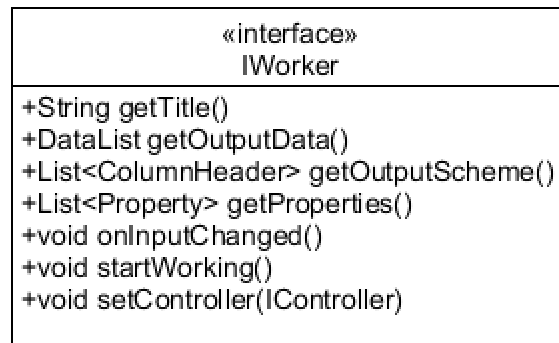 «interface»
IWorker
+String getTitle()
+DataList getOutputData()
+List<ColumnHeader> getOutputScheme()
+List<Property> getProperties()
+void onInputChanged()
+void startWorking()
+void setController(IController)